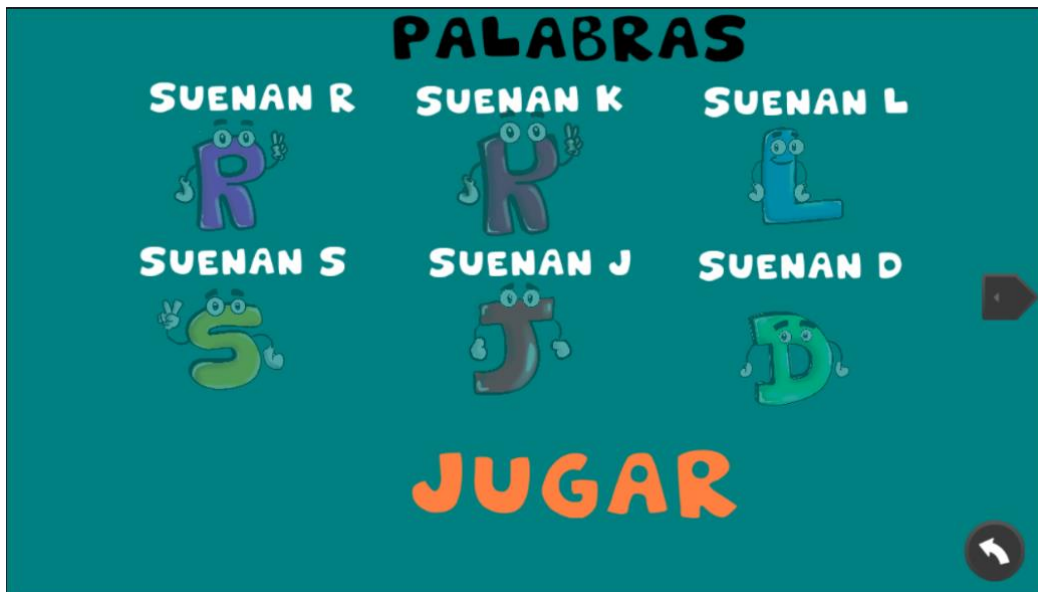 PALABRAS
SUENAN R SUENAN K SUENAN L
R K L
SUENAN S SUENAN J SUENAN D
S J D
JUGAR